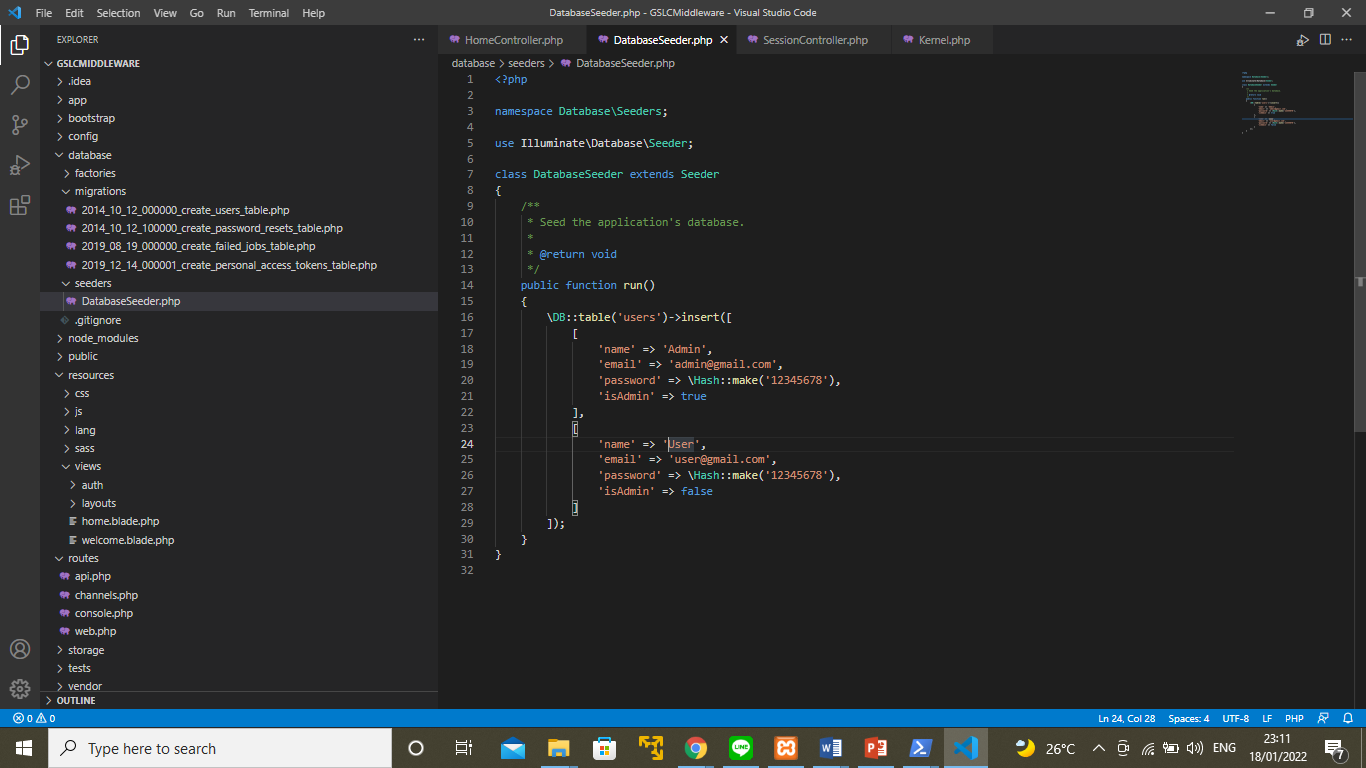 File Edit Selection View Go Run Terminal Help
DatabaseSeeder.php - GSLCMiddleware - Visual Studio Code
EXPLORER
GSLCMIDDLEWARE
.idea
app
bootstrap
config
database
factories
migrations
2014_10_12_000000_create_users_table.php
2014_10_12_100000_create_password_resets_table.php
2019_08_19_000000_create_failed_jobs_table.php
2019_12_14_000001_create_personal_access_tokens_table.php
seeders
DatabaseSeeder.php
.gitignore
node_modules
public
resources
css
js
lang
sass
views
auth
layouts
home.blade.php
welcome.blade.php
routes
api.php
channels.php
console.php
web.php
storage
tests
vendor
OUTLINE
HomeController.php DatabaseSeeder.php SessionController.php Kernel.php
database > seeders > DatabaseSeeder.php
1 <?php
2
3 namespace Database\Seeders;
4
5 use Illuminate\Database\Seeder;
6
7 class DatabaseSeeder extends Seeder
8 {
9 /**
10 * Seed the application's database.
11 *
12 * @return void
13 */
14 public function run()
15 {
16 \DB::table('users')->insert([
17 [
18 'name' => 'Admin',
19 'email' => 'admin@gmail.com',
20 'password' => \Hash::make('12345678'),
21 'isAdmin' => true
22 ],
23 [
24 'name' => 'User',
25 'email' => 'user@gmail.com',
26 'password' => \Hash::make('12345678'),
27 'isAdmin' => false
28 ]
29 ]);
30 }
31 }
32
0 0
Ln 24, Col 28 Spaces: 4 UTF-8 LF PHP
Type here to search
26°C ENG
23:11
18/01/2022
7